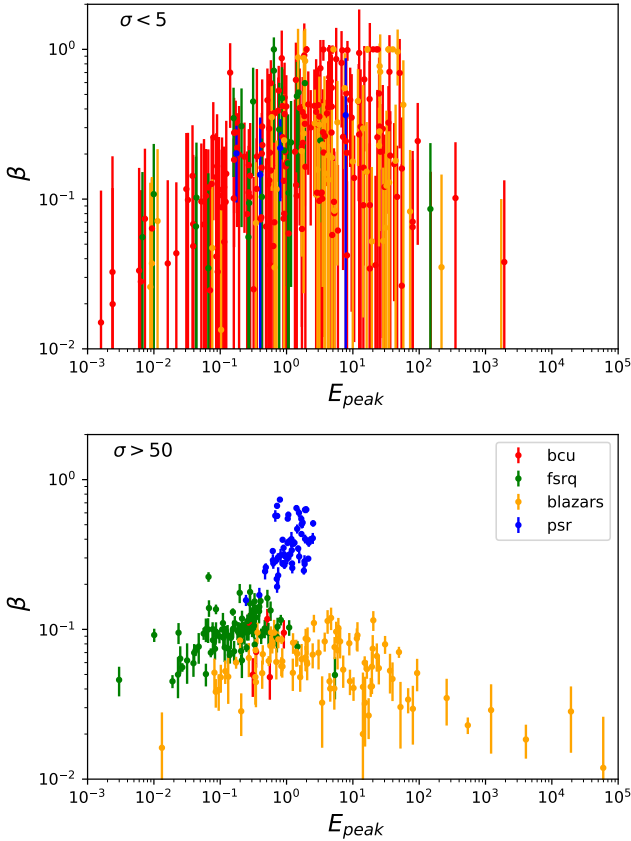 σ < 5
10⁰
10⁻¹
10⁻²
β
10⁻³ 10⁻² 10⁻¹ 10⁰ 10¹ 10² 10³ 10⁴ 10⁵
E_peak
σ > 50
bcu
fsrq
blazars
psr
10⁰
10⁻¹
10⁻²
β
10⁻³ 10⁻² 10⁻¹ 10⁰ 10¹ 10² 10³ 10⁴ 10⁵
E_peak